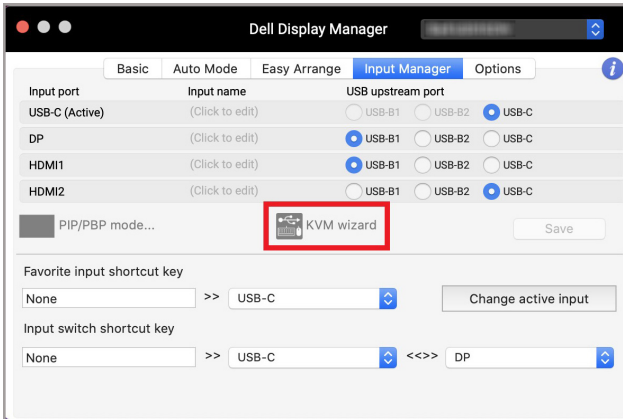 Dell Display Manager
Basic Auto Mode Easy Arrange Input Manager Options i
Input port Input name USB upstream port
USB-C (Active) (Click to edit) USB-B1 USB-B2 USB-C
DP (Click to edit) USB-B1 USB-B2 USB-C
HDMI1 (Click to edit) USB-B1 USB-B2 USB-C
HDMI2 (Click to edit) USB-B1 USB-B2 USB-C
PIP/PBP mode... KVM wizard Save
Favorite input shortcut key
None >> USB-C Change active input
Input switch shortcut key
None >> USB-C <<>> DP